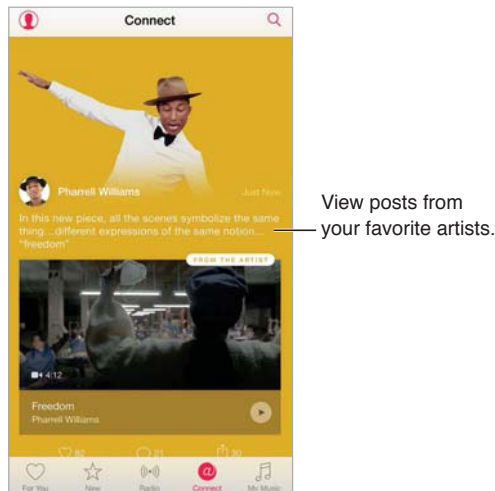 Connect
Pharrell Williams
Just Now
In this new piece, all the scenes symbolize the same
thing...different expressions of the same notion...
"freedom"
FROM THE ARTIST
4:12
Freedom
Pharrell Williams
82 21 30
For You New Radio @ Connect My Music
View posts from
your favorite artists.